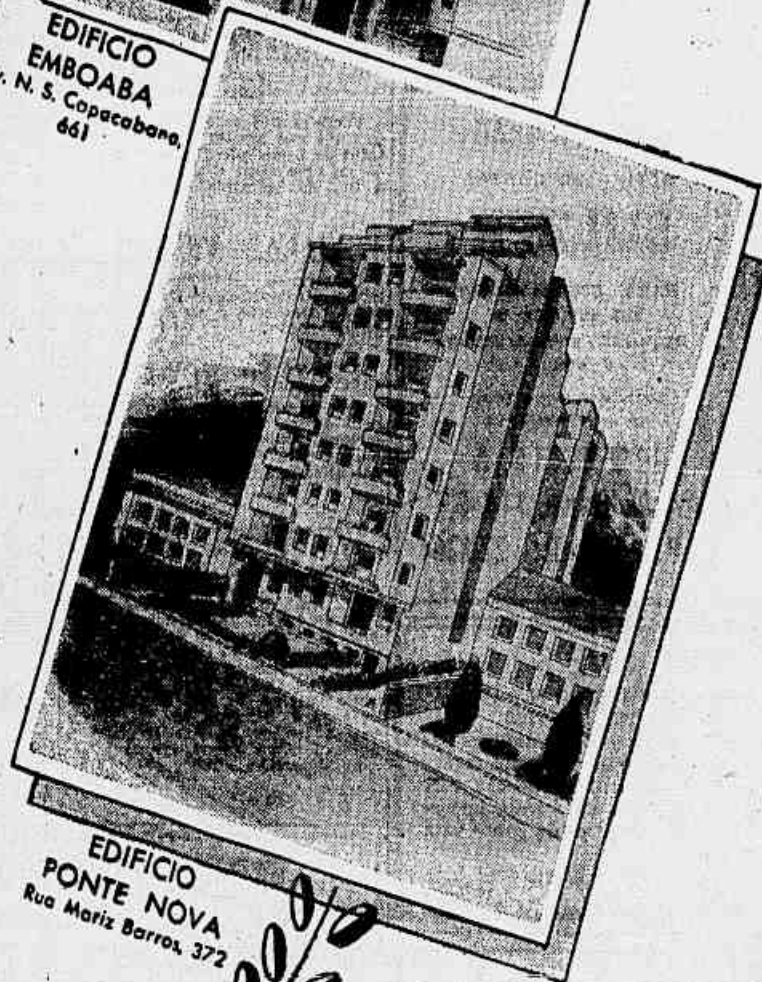 EDIFICIO
EMBOABA
N. S. Copacabana,
661
EDIFICIO
PONTE NOVA
Rua Mariz Barros, 372